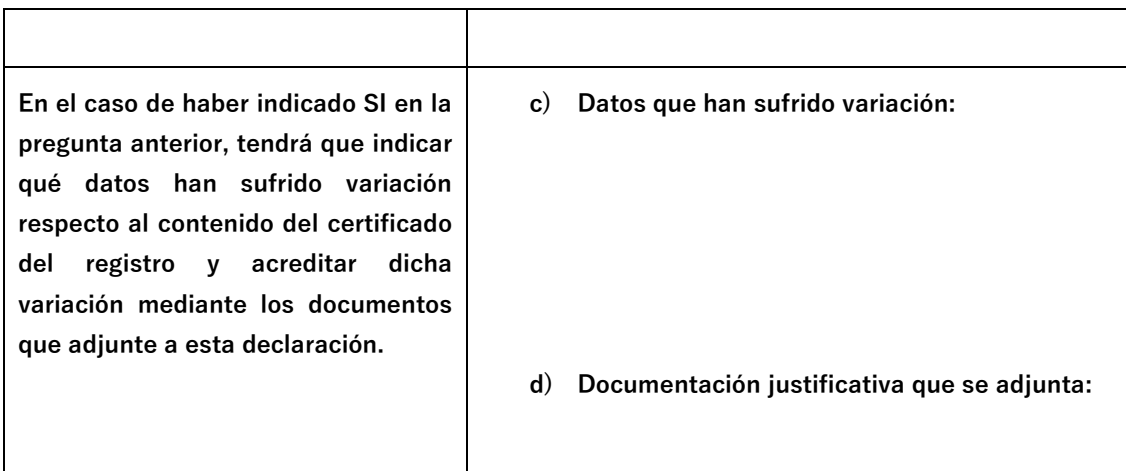 En el caso de haber indicado SI en la
pregunta anterior, tendrá que indicar
qué datos han sufrido variación
respecto al contenido del certificado
del registro y acreditar dicha
variación mediante los documentos
que adjunte a esta declaración.
c) Datos que han sufrido variación:
d) Documentación justificativa que se adjunta: